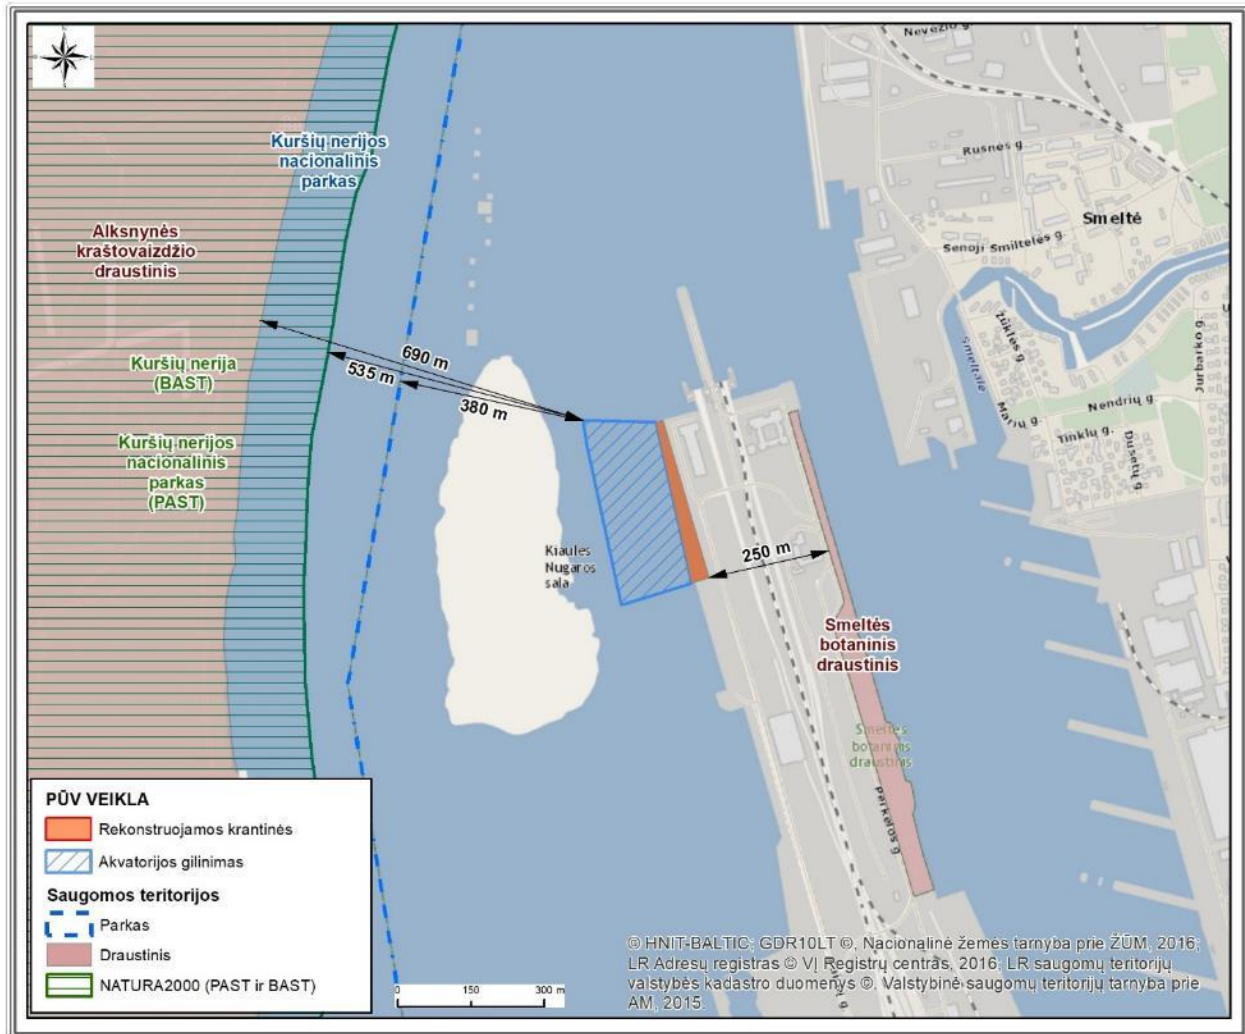 Nevėžio g.
Rusnės g.
Kuršių nerijos
nacionalinis
parkas
Smeltė
Alksnynės
kraštovaizdžio
draustinis
Senoji Smiltelės g.
Žūklės g.
Jurbarko g.
Smeltalė
690 m
535 m
380 m
Kuršių nerija
(BAST)
Nendrių g.
Marių g.
Tinklų g.
Dusetų g.
Kuršių nerijos
nacionalinis
parkas
(PAST)
Kiaulės
Nugaros
sala
250 m
Smeltės
botaninis
draustinis
Smeltės
botaninis
draustinis
Perkėlos g.
PŪV VEIKLA
Rekonstruojamos krantinės
Akvatorijos gilinimas
Saugomos teritorijos
Parkas
Draustinis
NATURA2000 (PAST ir BAST)
0 150 300 m
© HNIT-BALTIC; GDR10LT ©, Nacionalinė žemės tarnyba prie ŽŪM, 2016;
LR Adresų registras © VĮ Registrų centras, 2016; LR saugomų teritorijų
valstybės kadastro duomenys ©. Valstybinė saugomų teritorijų tarnyba prie
AM, 2015.